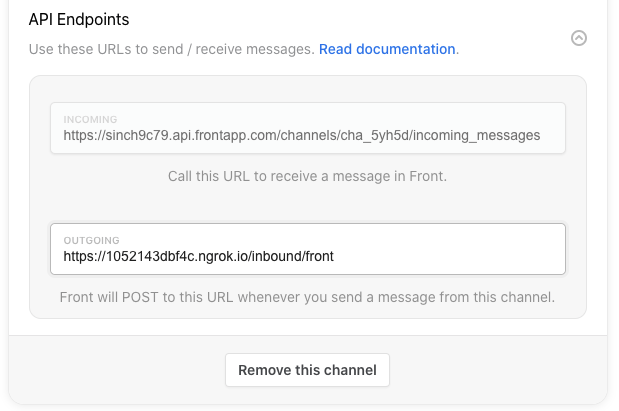 API Endpoints
Use these URLs to send / receive messages. Read documentation.
INCOMING
https://sinch9c79.api.frontapp.com/channels/cha_5yh5d/incoming_messages
Call this URL to receive a message in Front.
OUTGOING
https://1052143dbf4c.ngrok.io/inbound/front
Front will POST to this URL whenever you send a message from this channel.
Remove this channel